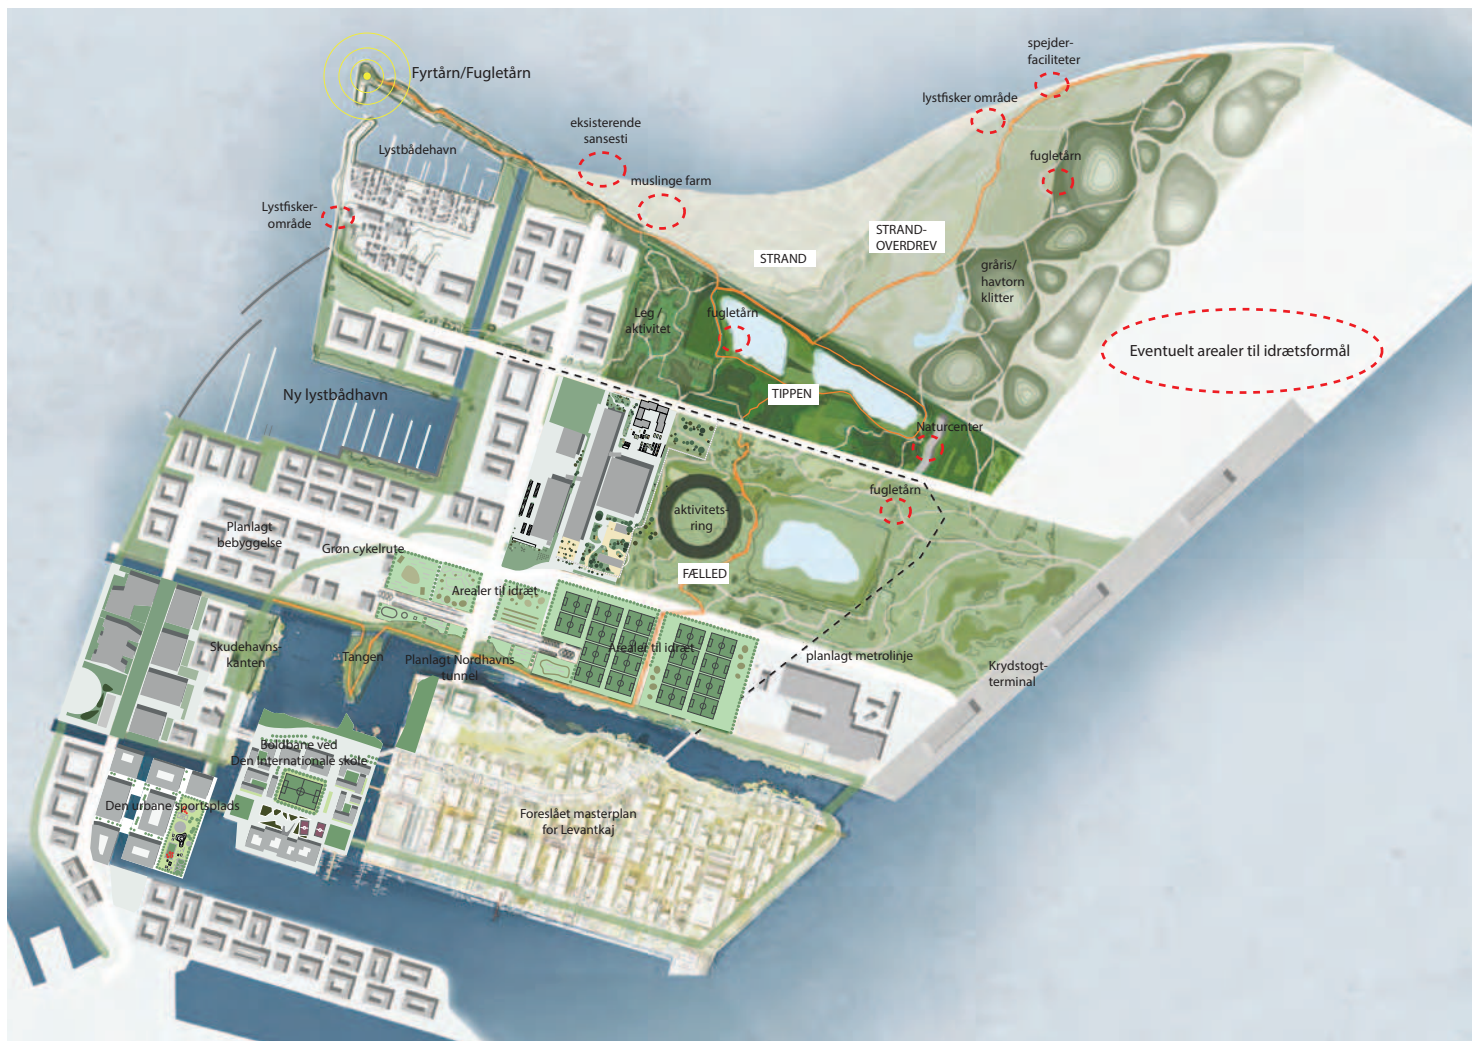 Fyrtårn/Fugletårn
spejder-
faciliteter
lystfisker område
eksisterende
sansesti
Lystbådehavn
fugletårn
muslinge farm
Lystfisker-
område
STRAND-
OVERDREV
STRAND
gråris/
havtorn
klitter
Leg /
aktivitet
fugletårn
Eventuelt arealer til idrætsformål
Ny lystbådhavn
TIPPEN
Naturcenter
fugletårn
aktivitets-
ring
Planlagt
bebyggelse
Grøn cykelrute
FÆLLED
Arealer til idræt
Skudehavns-
kanten
Tangen
Planlagt Nordhavns
tunnel
Arealer til idræt
planlagt metrolinje
Krydstogt-
terminal
Boldbane ved
Den Internationale skole
Den urbane sportsplads
Foreslået masterplan
for Levantkaj